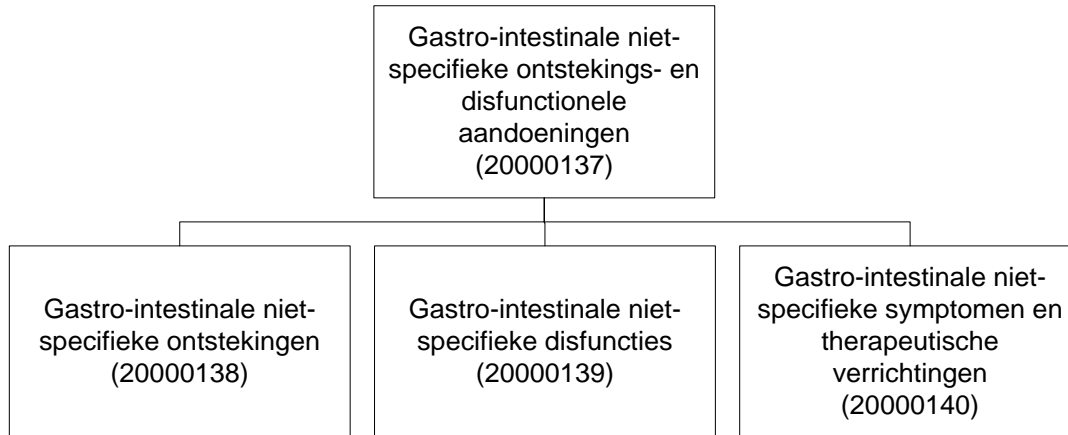 Gastro-intestinale niet-
specifieke ontstekings- en
disfunctionele
aandoeningen
(20000137)
Gastro-intestinale niet-
specifieke ontstekingen
(20000138)
Gastro-intestinale niet-
specifieke disfuncties
(20000139)
Gastro-intestinale niet-
specifieke symptomen en
therapeutische
verrichtingen
(20000140)